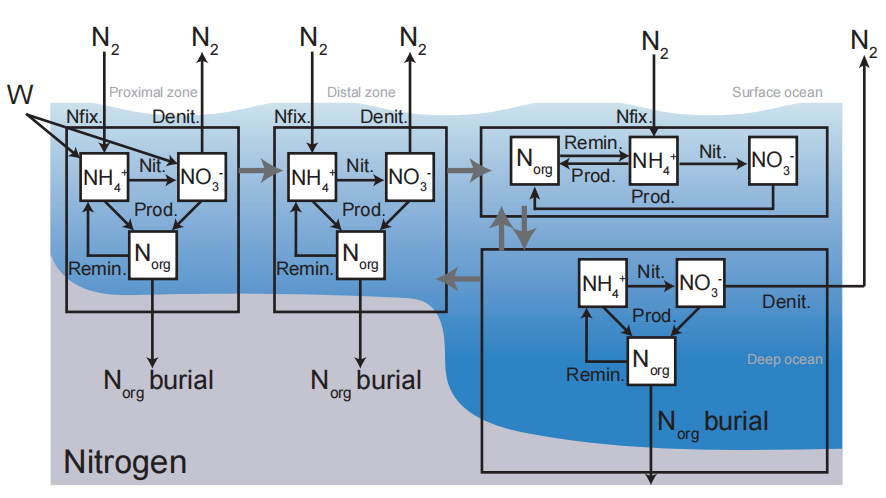 N2 N2 N2 N2 N2 N2
W Proximal zone Distal zone Surface ocean
Nfix. Denit. Nfix. Denit. Nfix.
NH4+ Nit. NO3- NH4+ Nit. NO3- Norg Remin. Prod. NH4+ Nit. NO3-
Prod. Prod. Prod.
Remin. Norg Remin. Norg
NH4+ Nit. NO3- Denit.
Prod.
Remin. Norg Deep ocean
Norg burial Norg burial
Norg burial
Nitrogen